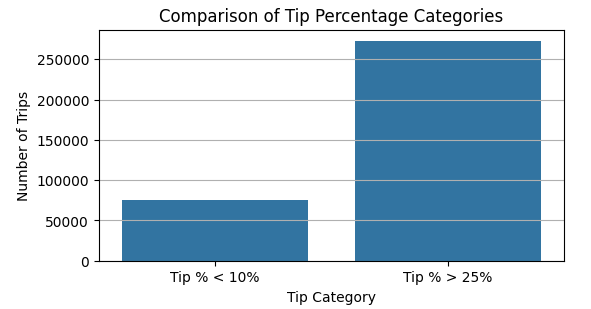 Comparison of Tip Percentage Categories
250000
200000
150000
100000
50000
0
Number of Trips
Tip % < 10%
Tip % > 25%
Tip Category